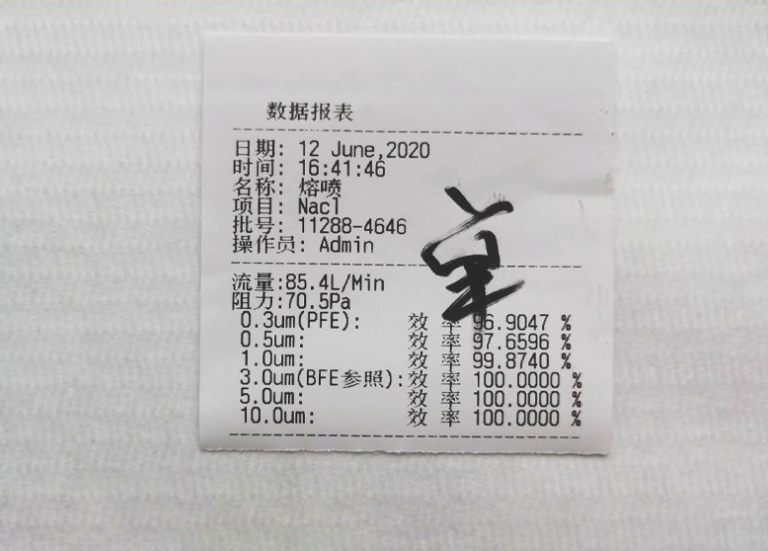 数据报表
日期: 12 June,2020
时间: 16:41:46
名称: 熔喷
项目: Nacl
批号: 11288-4646
操作员: Admin
流量:85.4L/Min
阻力:70.5Pa
0.3um(PFE): 效 率 96.9047 %
0.5um: 效 率 97.6596 %
1.0um: 效 率 99.8740 %
3.0um(BFE参照):效 率 100.0000 %
5.0um: 效 率 100.0000 %
10.0um: 效 率 100.0000 %